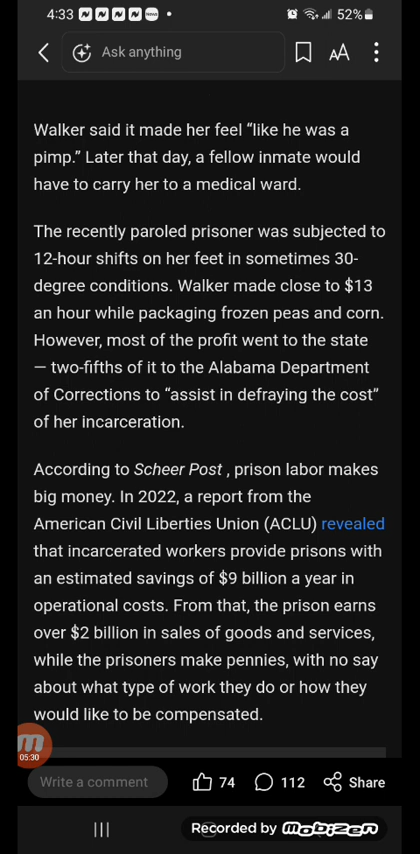 4:33 52%
Ask anything AA
Walker said it made her feel “like he was a
pimp.” Later that day, a fellow inmate would
have to carry her to a medical ward.
The recently paroled prisoner was subjected to
12-hour shifts on her feet in sometimes 30-
degree conditions. Walker made close to $13
an hour while packaging frozen peas and corn.
However, most of the profit went to the state
— two-fifths of it to the Alabama Department
of Corrections to “assist in defraying the cost”
of her incarceration.
According to Scheer Post , prison labor makes
big money. In 2022, a report from the
American Civil Liberties Union (ACLU) revealed
that incarcerated workers provide prisons with
an estimated savings of $9 billion a year in
operational costs. From that, the prison earns
over $2 billion in sales of goods and services,
while the prisoners make pennies, with no say
about what type of work they do or how they
would like to be compensated.
05:30
Write a comment 74 112 Share
Recorded by mobizen